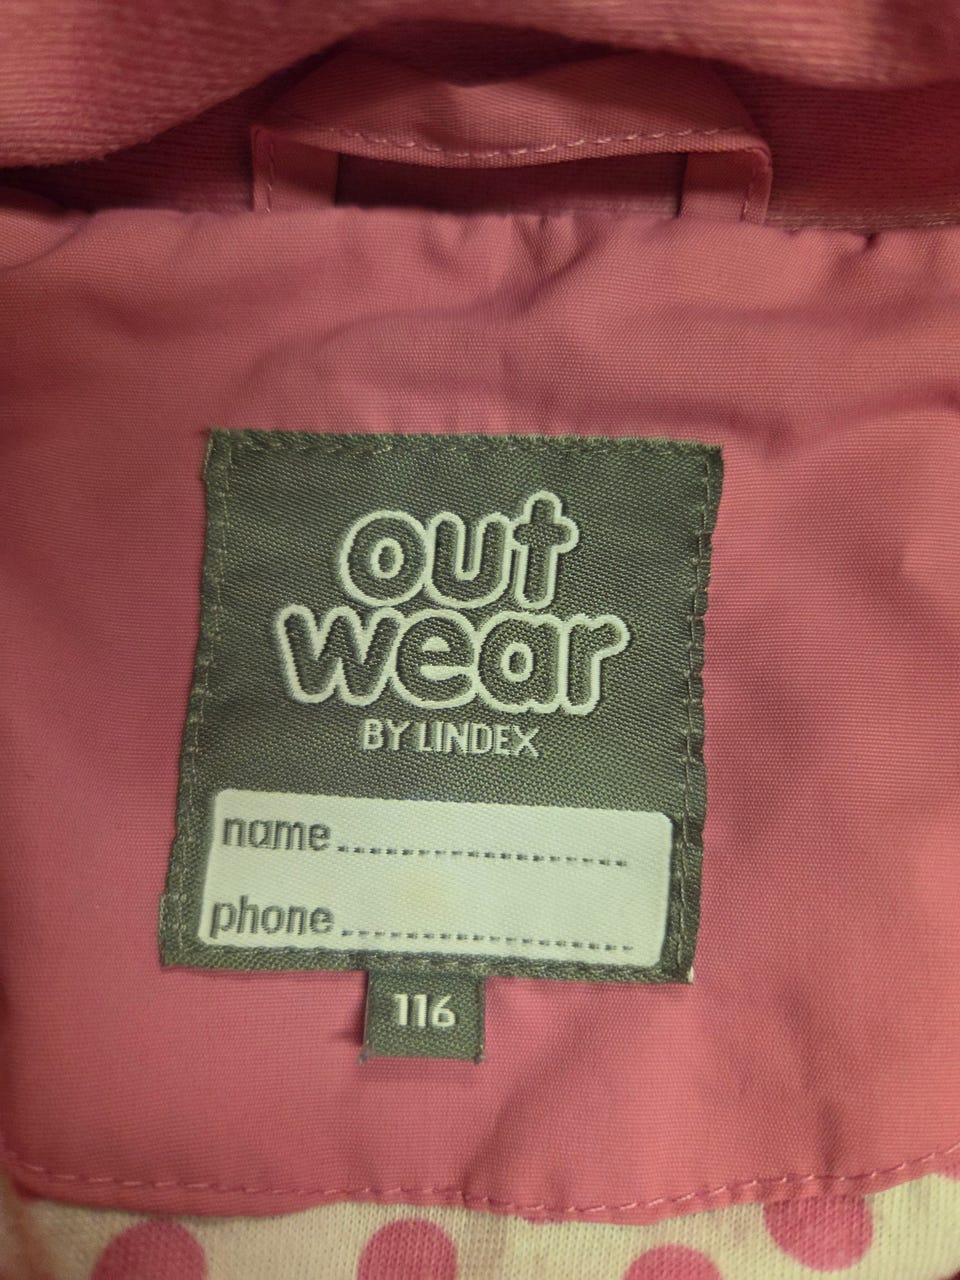 out
wear
BY LINDEX
name
phone
116